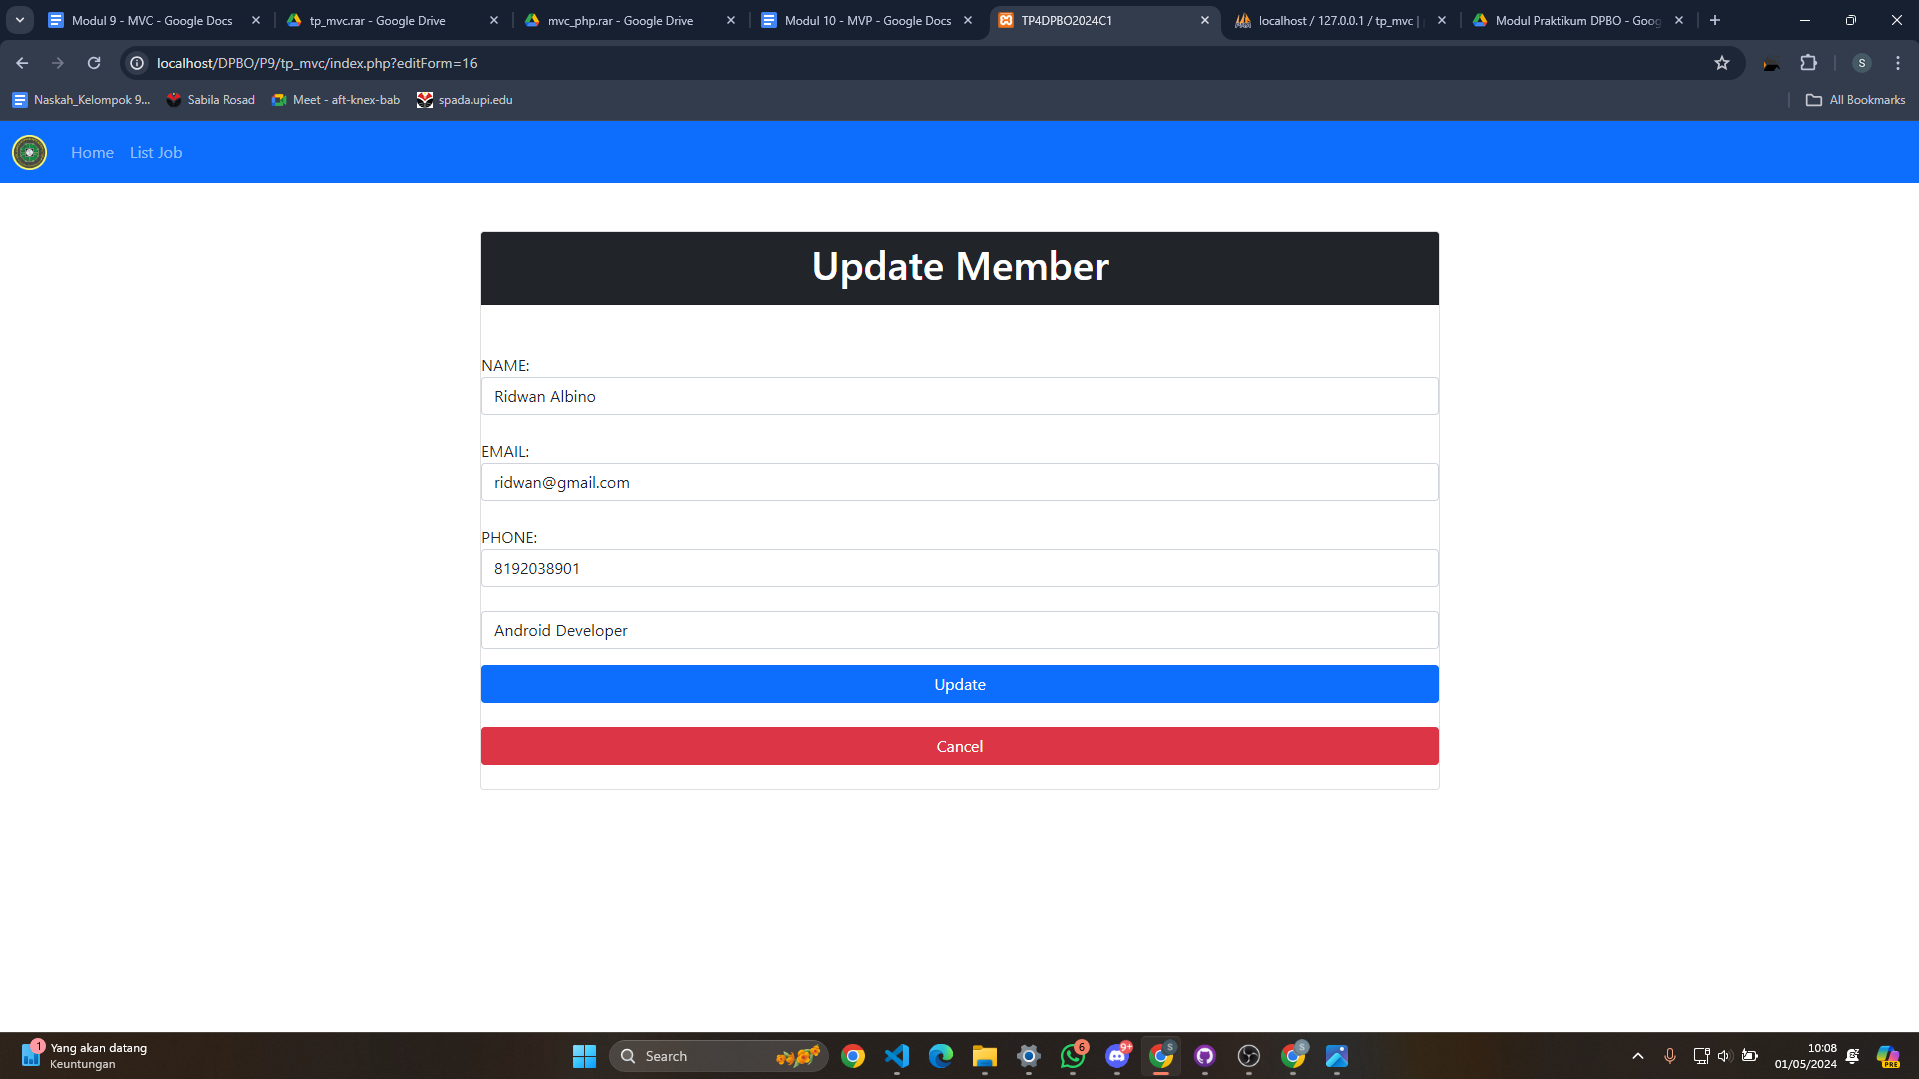 Modul 9 - MVC - Google Docs
tp_mvc.rar - Google Drive
mvc_php.rar - Google Drive
Modul 10 - MVP - Google Docs
TP4DPBO2024C1
localhost / 127.0.0.1 / tp_mvc |
Modul Praktikum DPBO - Goog
localhost/DPBO/P9/tp_mvc/index.php?editForm=16
S
Naskah_Kelompok 9...
Sabila Rosad
Meet - aft-knex-bab
spada.upi.edu
All Bookmarks
Home
List Job
Update Member
NAME:
Ridwan Albino
EMAIL:
ridwan@gmail.com
PHONE:
8192038901
Android Developer
Update
Cancel
1
Yang akan datang
Keuntungan
Search
6
9+
S
S
10:08
01/05/2024
PRE